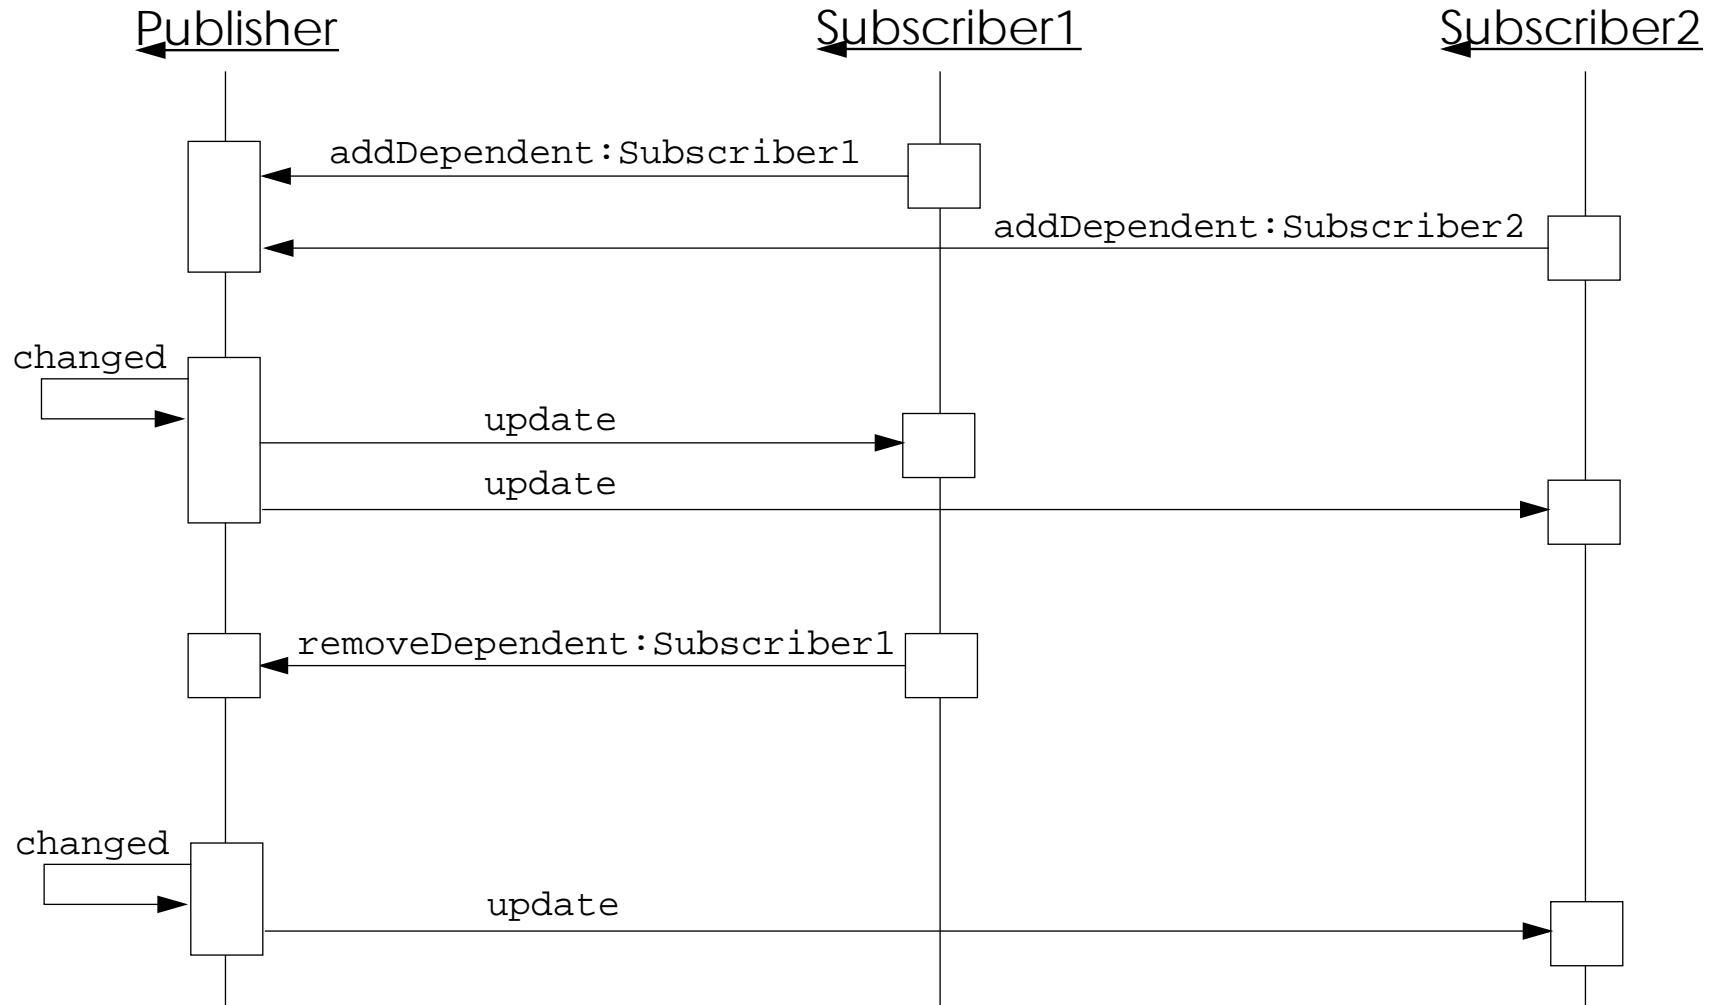 Publisher
Subscriber1
Subscriber2
addDependent:Subscriber1
addDependent:Subscriber2
changed
update
update
removeDependent:Subscriber1
changed
update